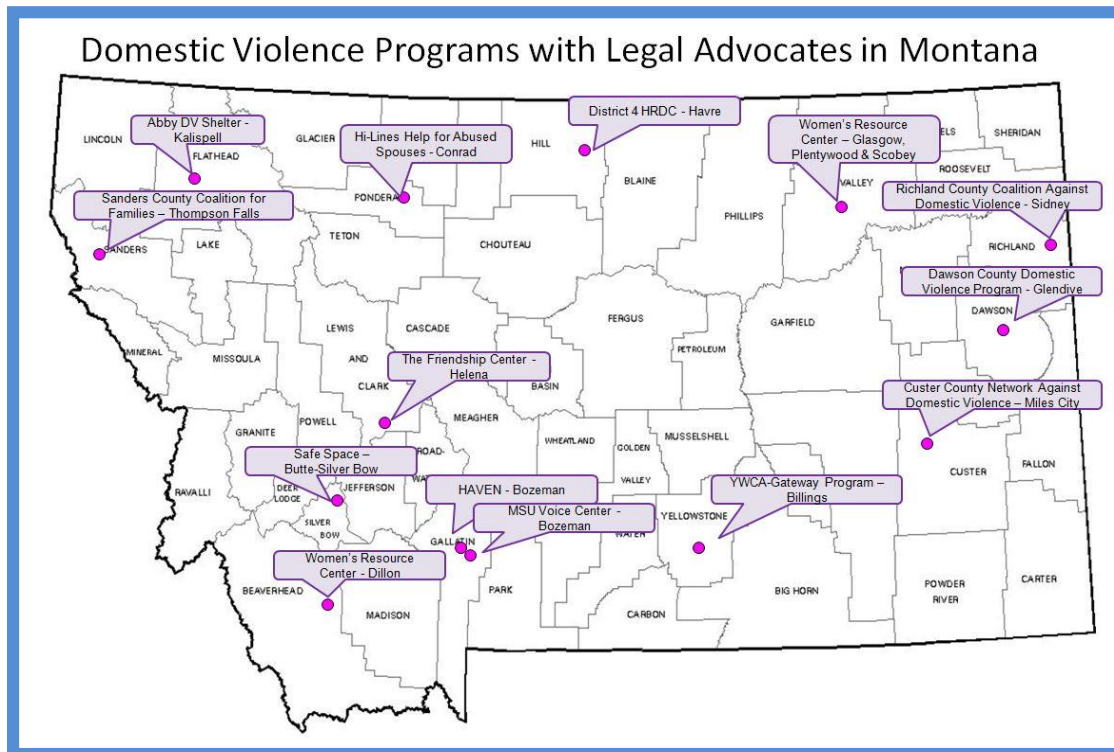 Domestic Violence Programs with Legal Advocates in Montana
Abby DV Shelter -
Kalispell
Hi-Lines Help for Abused
Spouses - Conrad
District 4 HRDC - Havre
Women's Resource
Center – Glasgow,
Plentywood & Scobey
Richland County Coalition Against
Domestic Violence - Sidney
Sanders County Coalition for
Families – Thompson Falls
Dawson County Domestic
Violence Program - Glendive
The Friendship Center -
Helena
Custer County Network Against
Domestic Violence – Miles City
Safe Space –
Butte-Silver Bow
HAVEN - Bozeman
MSU Voice Center -
Bozeman
YWCA-Gateway Program –
Billings
Women's Resource
Center - Dillon
LINCOLN
FLATHEAD
GLACIER
HILL
BLAINE
SHERIDAN
ROOSEVELT
VALLEY
PHILLIPS
PONDERA
TETON
CHOUTEAU
SANDERS
LAKE
RICHLAND
DAWSON
GARFIELD
FERGUS
PETROLEUM
CASCADE
LEWIS
AND
CLARK
MINERAL
MISSOULA
BASIN
MEAGHER
POWELL
GRANITE
WHEATLAND
GOLDEN
VALLEY
MUSSELSHELL
CUSTER
FALLON
RAVALLI
DEER
LODGE
JEFFERSON
SILVER
BOW
ROAD-
GALLATIN
YELLOWSTONE
PARK
BEAVERHEAD
MADISON
CARBON
BIG HORN
POWDER
RIVER
CARTER